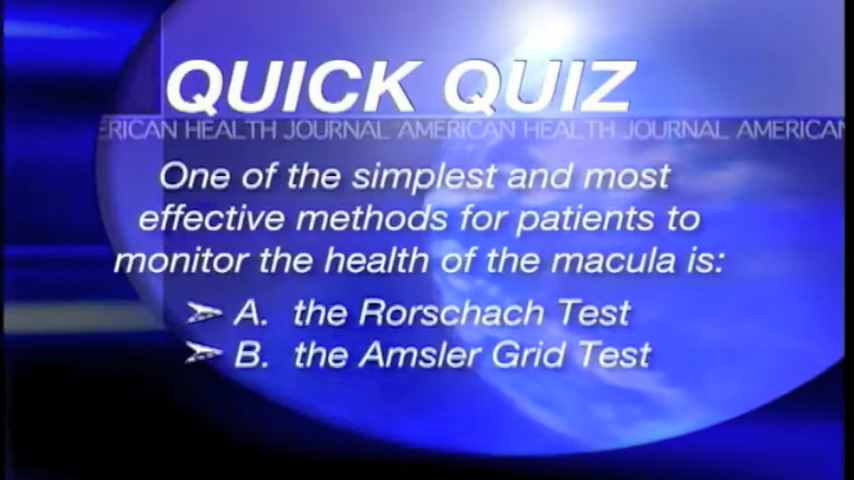 QUICK QUIZ
ERICAN HEALTH JOURNAL AMERICAN HEALTH JOURNAL AMERICAN
One of the simplest and most
effective methods for patients to
monitor the health of the macula is:
A. the Rorschach Test
B. the Amsler Grid Test